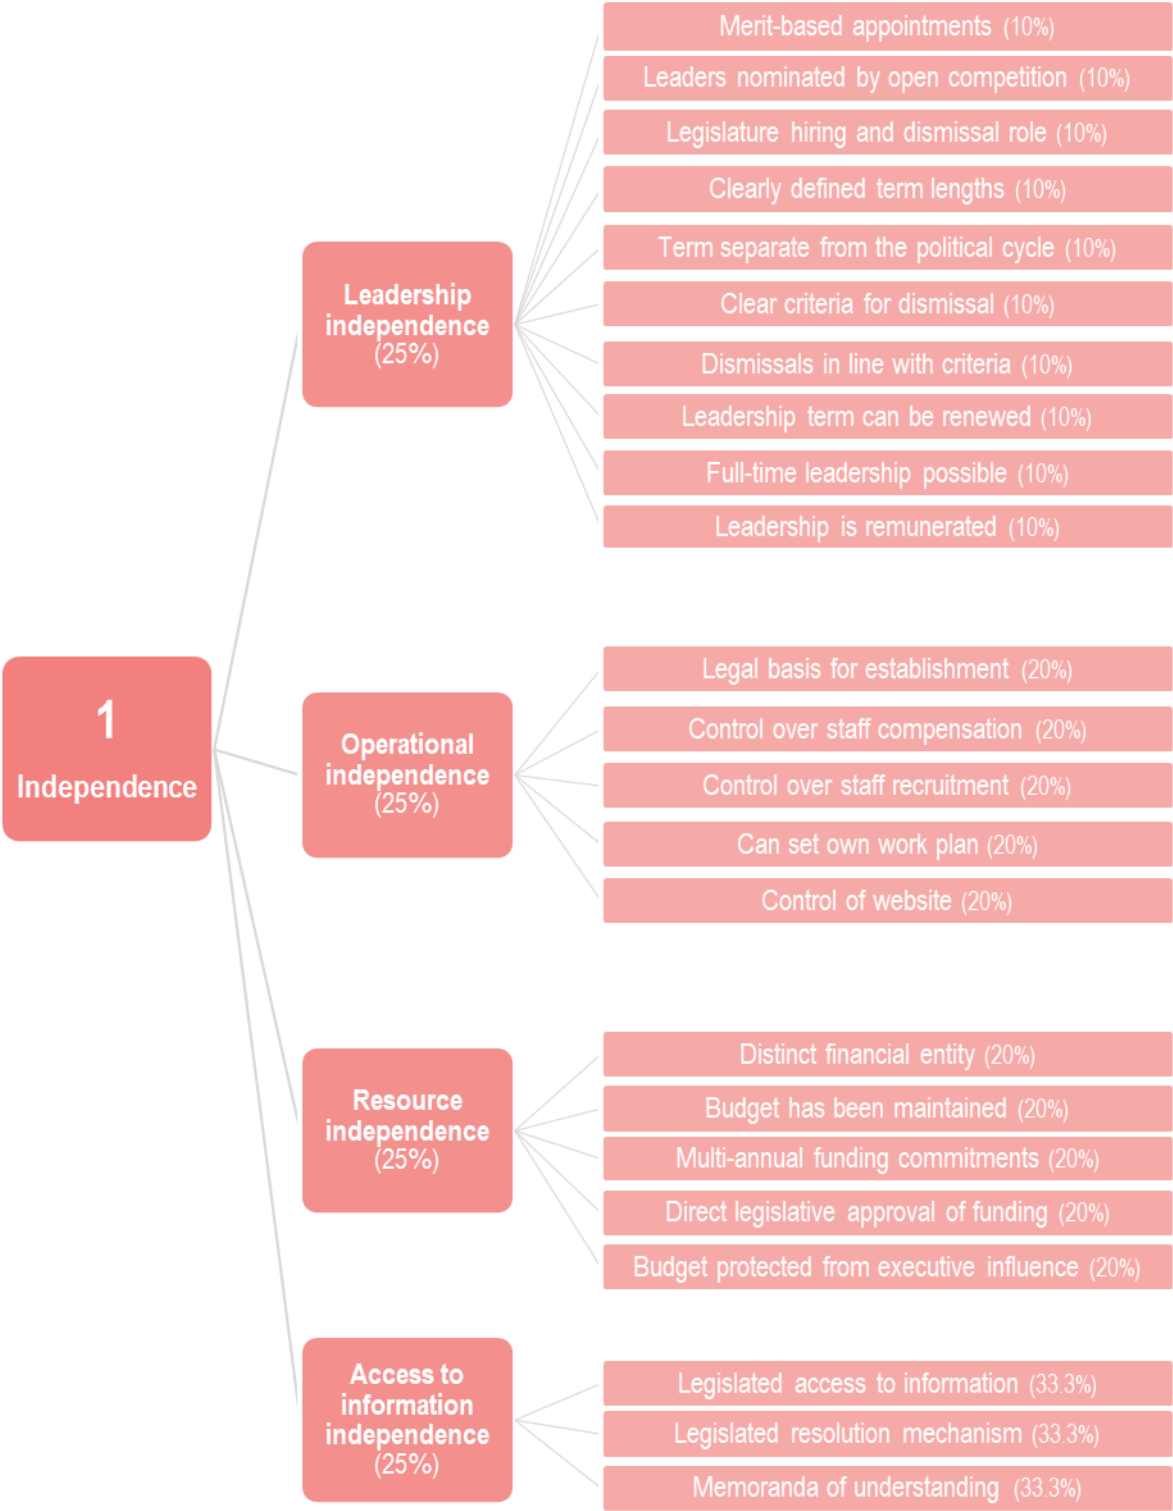 Merit-based appointments (10%)
Leaders nominated by open competition (10%)
Legislature hiring and dismissal role (10%)
Clearly defined term lengths (10%)
Term separate from the political cycle (10%)
Leadership
independence
(25%)
Clear criteria for dismissal (10%)
Dismissals in line with criteria (10%)
Leadership term can be renewed (10%)
Full-time leadership possible (10%)
Leadership is remunerated (10%)
1
Independence
Legal basis for establishment (20%)
Control over staff compensation (20%)
Operational
independence
(25%)
Control over staff recruitment (20%)
Can set own work plan (20%)
Control of website (20%)
Distinct financial entity (20%)
Budget has been maintained (20%)
Resource
independence
(25%)
Multi-annual funding commitments (20%)
Direct legislative approval of funding (20%)
Budget protected from executive influence (20%)
Access to
information
independence
(25%)
Legislated access to information (33.3%)
Legislated resolution mechanism (33.3%)
Memoranda of understanding (33.3%)